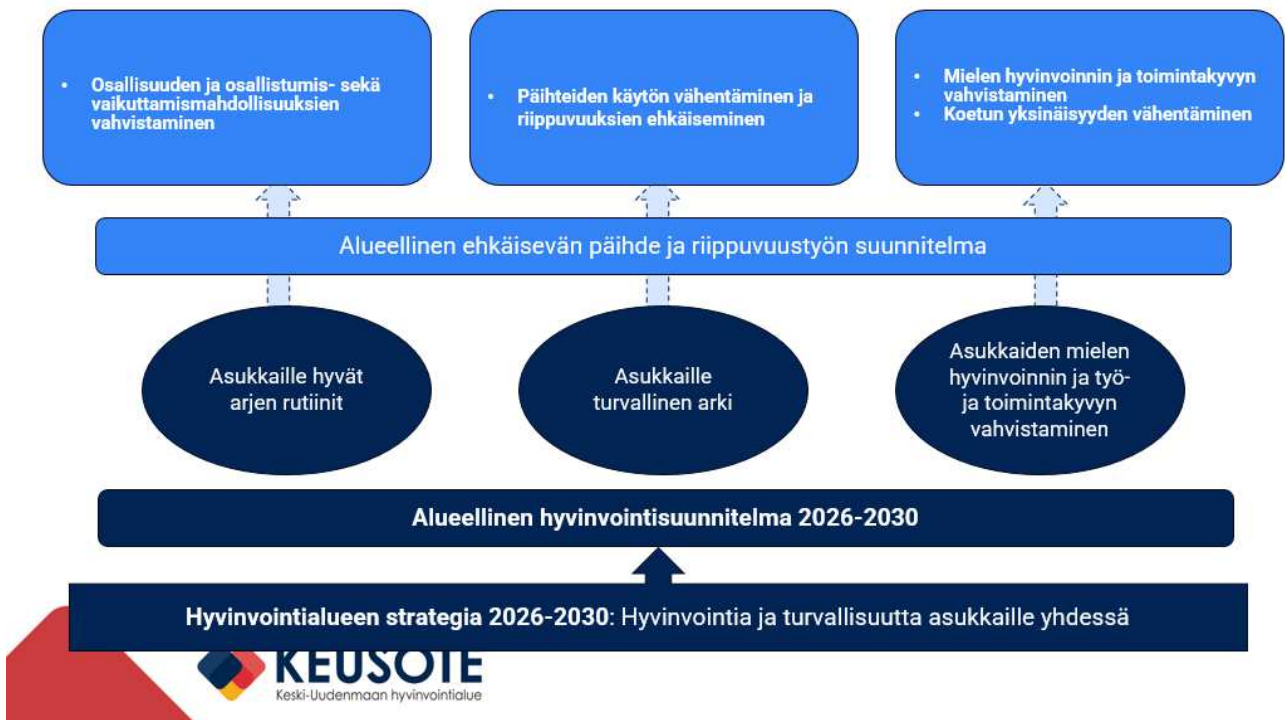 • Osallisuuden ja osallistumis- sekä
vaikuttamismahdollisuuksien
vahvistaminen
• Päihteiden käytön vähentäminen ja
riippuvuuksien ehkäiseminen
• Mielen hyvinvoinnin ja toimintakyvyn
vahvistaminen
• Koetun yksinäisyyden vähentäminen
Alueellinen ehkäisevän päihde ja riippuvuustyön suunnitelma
Asukkaille hyvät
arjen rutiinit
Asukkaille
turvallinen arki
Asukkaiden mielen
hyvinvoinnin ja työ-
ja toimintakyvyn
vahvistaminen
Alueellinen hyvinvointisuunnitelma 2026-2030
Hyvinvointialueen strategia 2026-2030: Hyvinvointia ja turvallisuutta asukkaille yhdessä
KEUSOTE
Keski-Uudenmaan hyvinvointialue